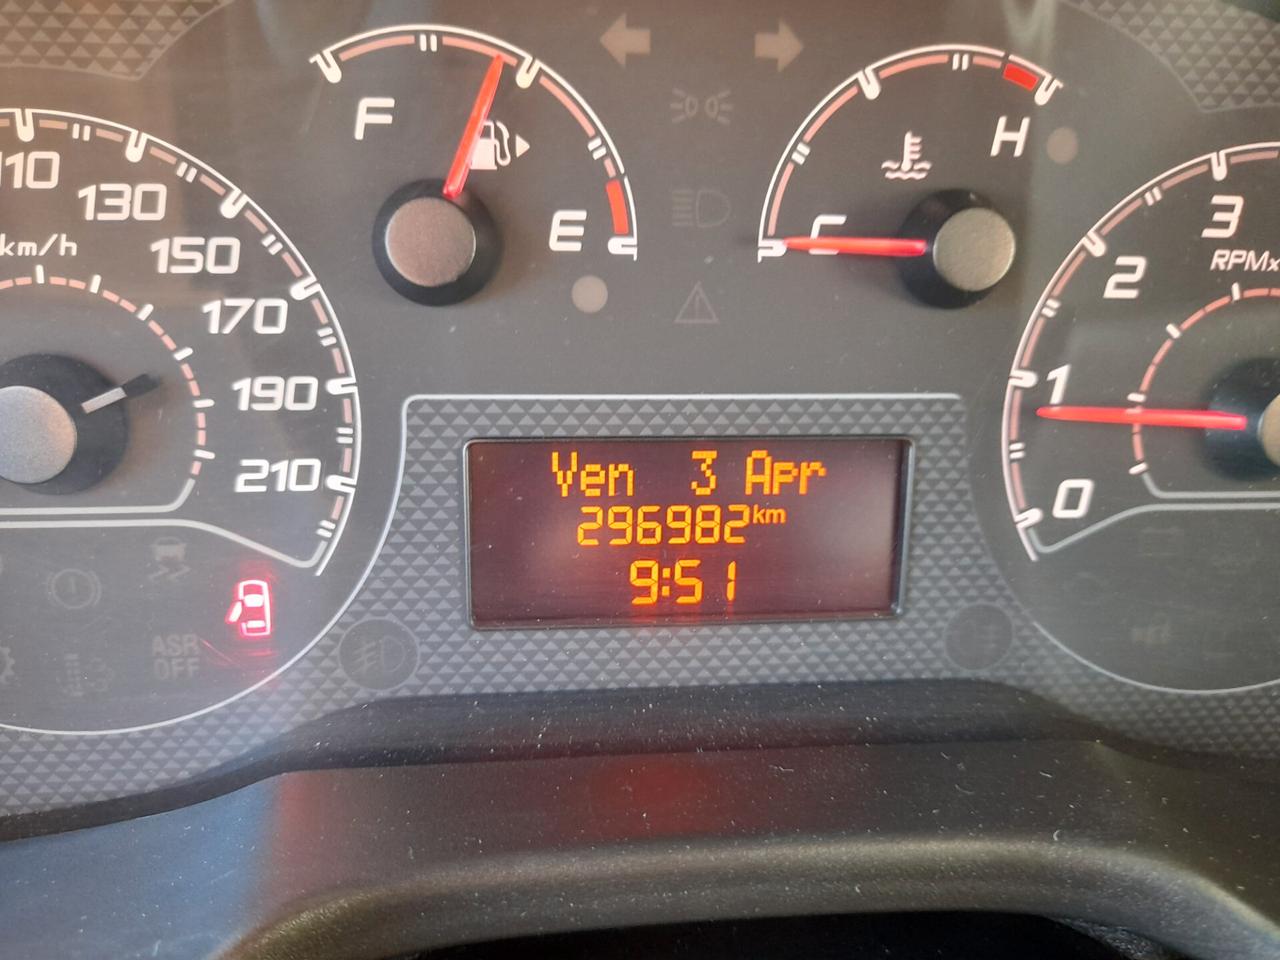 F
E
C
H
110
130
150
170
190
210
km/h
3
2
1
0
RPMx
Ven 3 Apr
296982km
9:51
ASR
OFF